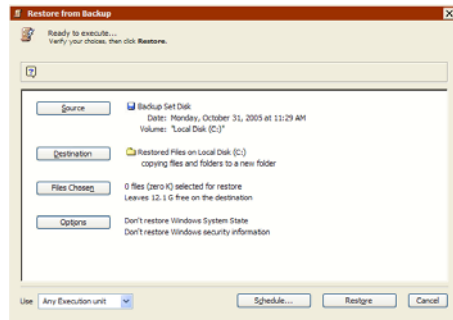 Restore from Backup
Ready to execute...
Verify your choices, then click Restore.
Source
Backup Set Disk
Date: Monday, October 31, 2005 at 11:29 AM
Volume: "Local Disk (C:)"
Destination
Restored Files on Local Disk (C:)
copying files and folders to a new folder
Files Chosen
0 files (zero K) selected for restore
Leaves 12.1 G free on the destination
Options
Don't restore Windows System State
Don't restore Windows security information
Use Any Execution unit Schedule... Restore Cancel